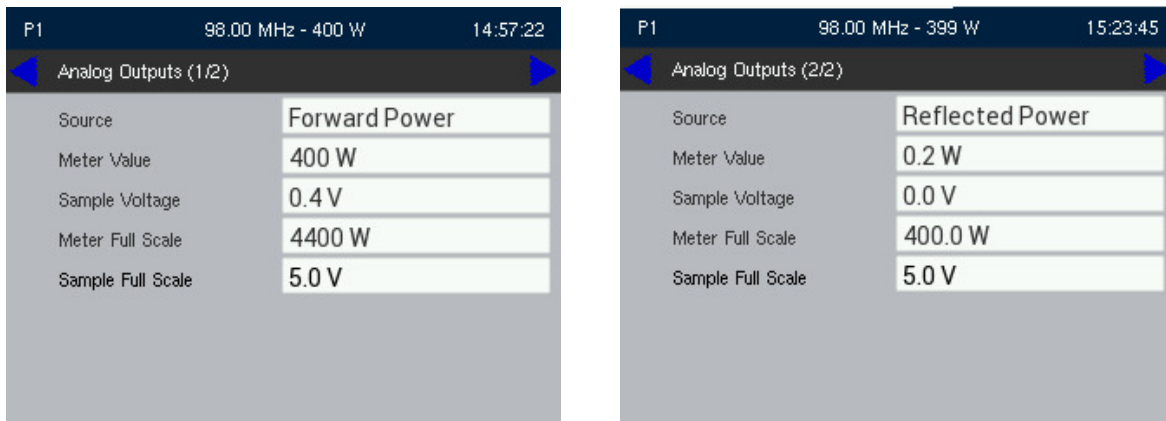 P1 98.00 MHz - 400 W 14:57:22
Analog Outputs (1/2)
Source Forward Power
Meter Value 400 W
Sample Voltage 0.4 V
Meter Full Scale 4400 W
Sample Full Scale 5.0 V
P1 98.00 MHz - 399 W 15:23:45
Analog Outputs (2/2)
Source Reflected Power
Meter Value 0.2 W
Sample Voltage 0.0 V
Meter Full Scale 400.0 W
Sample Full Scale 5.0 V